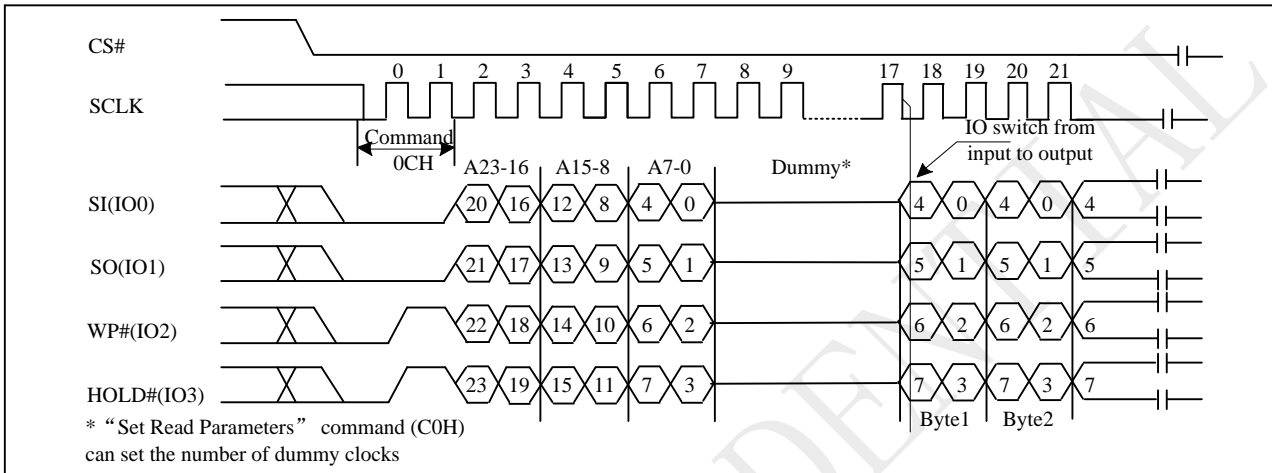 CS#
0 1 2 3 4 5 6 7 8 9 17 18 19 20 21
SCLK
Command
0CH
IO switch from
input to output
A23-16 A15-8 A7-0 Dummy*
SI(IO0) 20 16 12 8 4 0 4 0 4 0 4
SO(IO1) 21 17 13 9 5 1 5 1 5 1 5
WP#(IO2) 22 18 14 10 6 2 6 2 6 2 6
HOLD#(IO3) 23 19 15 11 7 3 7 3 7 3 7
Byte1 Byte2
* “Set Read Parameters” command (C0H)
can set the number of dummy clocks
DENTIAL